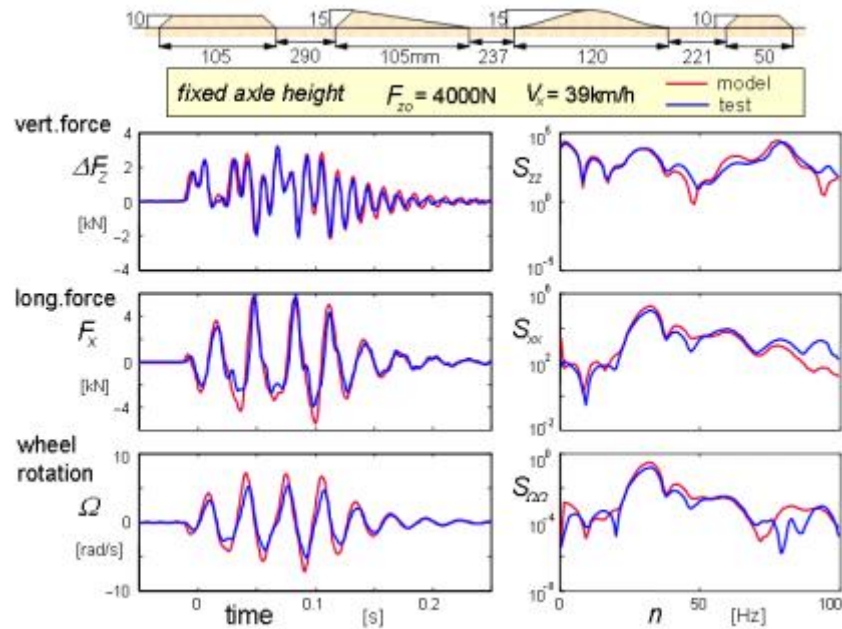 10 15 15 10
105 290 105mm 237 120 221 50
fixed axle height F_zo = 4000N V_x = 39km/h model
test
vert.force
ΔF_z
[kN]
4
2
0
−2
−4
S_zz
10^6
10^0
10^−5
long.force
F_x
[kN]
4
0
−4
S_xx
10^6
10^2
10^−2
wheel
rotation
Ω
[rad/s]
10
0
−10
S_ΩΩ
10^0
10^−4
10^−8
0 0.1 0.2
time [s]
0 50 100
n [Hz]